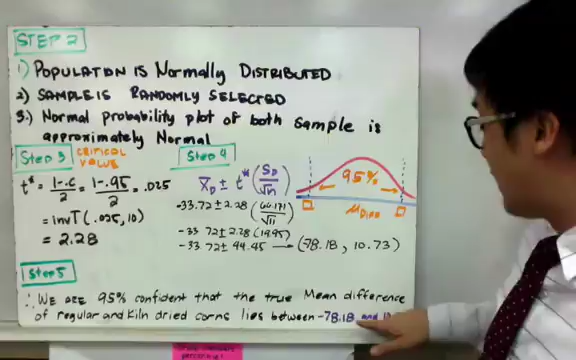 STEP 2
1) POPULATION IS Normally DISTRIBUTED
2) SAMPLE IS RANDOMLY SELECTED
3.) Normal probability plot of both sample is
approximately Normal
Step 3 CRITICAL VALUE
t* = 1-c/2 = 1-.95/2 = .025
= invT (.025, 10)
= 2.28
Step 4
X̄D ± t* (SD/√n)
-33.72 ± 2.28 (66.171/√11)
-33.72 ± 2.28 (19.95)
-33.72 ± 44.45 → (-78.18, 10.73)
95%
μDiff
Step 5
∴ WE ARE 95% confident that the true Mean difference
of regular and Kiln dried corns lies between -78.18 and